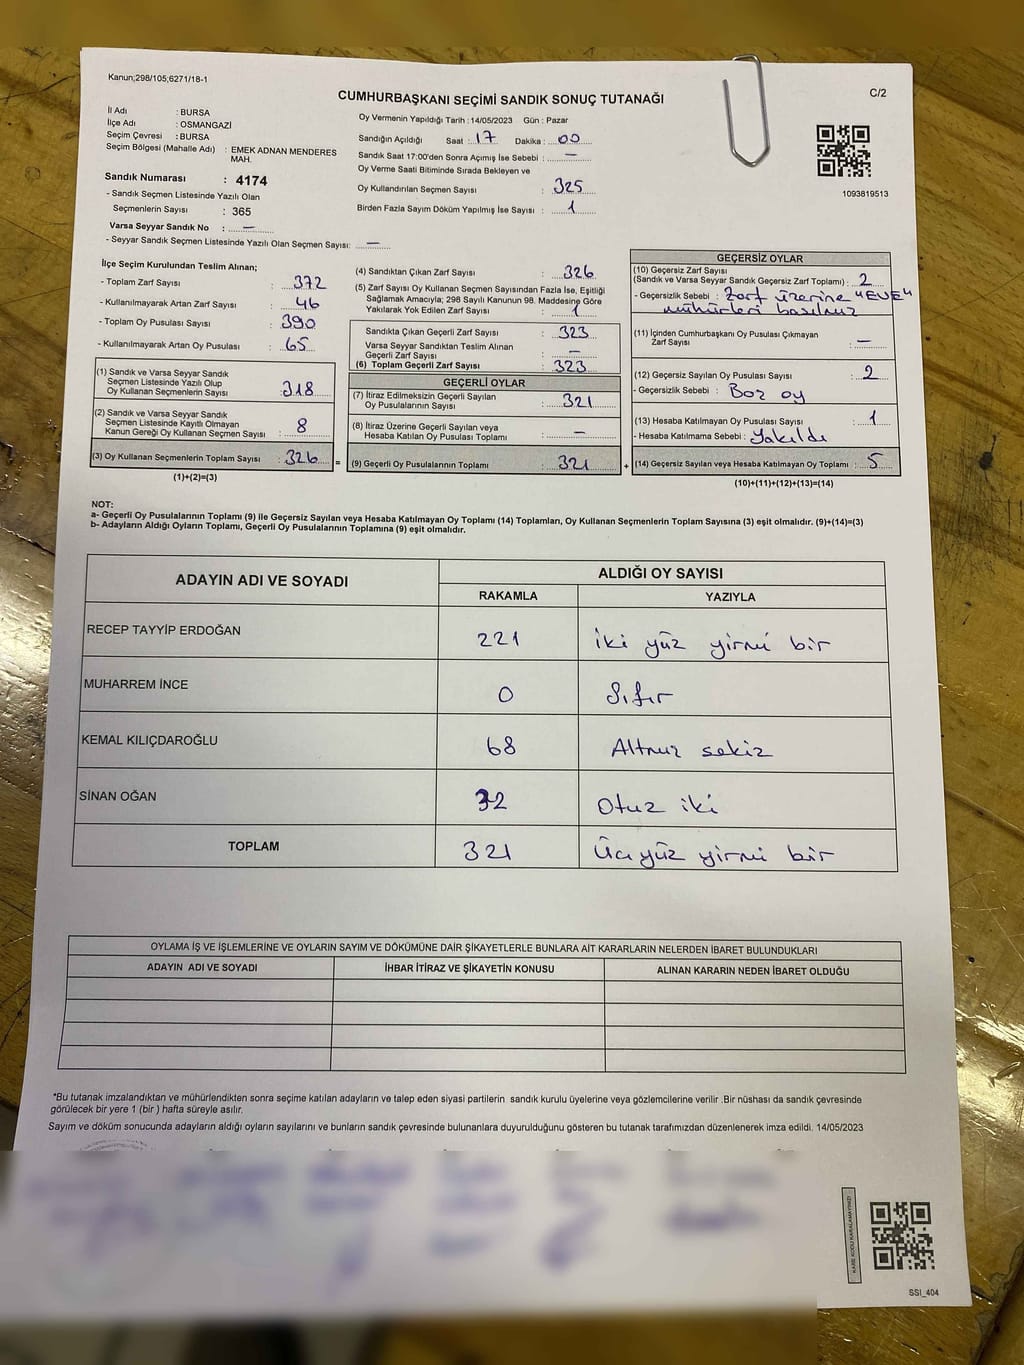 Kanun;298/105;6271/18-1
C/2
CUMHURBAŞKANI SEÇİMİ SANDIK SONUÇ TUTANAĞI
İl Adı : BURSA
İlçe Adı : OSMANGAZİ
Seçim Çevresi : BURSA
Seçim Bölgesi (Mahalle Adı) : EMEK ADNAN MENDERES
MAH.
Sandık Numarası : 4174
- Sandık Seçmen Listesinde Yazılı Olan
Seçmenlerin Sayısı : 365
Varsa Seyyar Sandık No : —
- Seyyar Sandık Seçmen Listesinde Yazılı Olan Seçmen Sayısı: —
Oy Vermenin Yapıldığı Tarih : 14/05/2023 Gün : Pazar
Sandığın Açıldığı Saat : 17 Dakika : 00
Sandık Saat 17:00'den Sonra Açımış İse Sebebi : —
Oy Verme Saati Bitiminde Sırada Bekleyen ve
Oy Kullandırılan Seçmen Sayısı : 325
Birden Fazla Sayım Döküm Yapılmış İse Sayısı : 1
1093819513
İlçe Seçim Kurulundan Teslim Alınan;
- Toplam Zarf Sayısı : 372
- Kullanılmayarak Artan Zarf Sayısı : 46
- Toplam Oy Pusulası Sayısı : 390
- Kullanılmayarak Artan Oy Pusulası : 65
(1) Sandık ve Varsa Seyyar Sandık
Seçmen Listesinde Yazılı Olup
Oy Kullanan Seçmenlerin Sayısı : 318
(2) Sandık ve Varsa Seyyar Sandık
Seçmen Listesinde Kayıtlı Olmayan
Kanun Gereği Oy Kullanan Seçmen Sayısı : 8
(3) Oy Kullanan Seçmenlerin Toplam Sayısı : 326 =
(1)+(2)=(3)
(4) Sandıktan Çıkan Zarf Sayısı : 326
(5) Zarf Sayısı Oy Kullanan Seçmen Sayısından Fazla İse, Eşitliği
Sağlamak Amacıyla; 298 Sayılı Kanunun 98. Maddesine Göre
Yakılarak Yok Edilen Zarf Sayısı : 1
Sandıkta Çıkan Geçerli Zarf Sayısı : 323
Varsa Seyyar Sandıktan Teslim Alınan
Geçerli Zarf Sayısı : —
(6) Toplam Geçerli Zarf Sayısı : 323
GEÇERLİ OYLAR
(7) İtiraz Edilmeksizin Geçerli Sayılan
Oy Pusulalarının Sayısı : 321
(8) İtiraz Üzerine Geçerli Sayılan veya
Hesaba Katılan Oy Pusulası Toplamı : —
(9) Geçerli Oy Pusulalarının Toplamı : 321 +
GEÇERSİZ OYLAR
(10) Geçersiz Zarf Sayısı
(Sandık ve Varsa Seyyar Sandık Geçersiz Zarf Toplamı) : 2
- Geçersizlik Sebebi : Zarf üzerine "EVE"
mühürleri
(11) İçinden Cumhurbaşkanı Oy Pusulası Çıkmayan
Zarf Sayısı : —
(12) Geçersiz Sayılan Oy Pusulası Sayısı : 2
- Geçersizlik Sebebi : Boz oy
(13) Hesaba Katılmayan Oy Pusulası Sayısı : 1
- Hesaba Katılmama Sebebi : Yakıldı
(14) Geçersiz Sayılan veya Hesaba Katılmayan Oy Toplamı : 5
(10)+(11)+(12)+(13)=(14)
NOT:
a- Geçerli Oy Pusulalarının Toplamı (9) ile Geçersiz Sayılan veya Hesaba Katılmayan Oy Toplamı (14) Toplamları, Oy Kullanan Seçmenlerin Toplam Sayısına (3) eşit olmalıdır. (9)+(14)=(3)
b- Adayların Aldığı Oyların Toplamı, Geçerli Oy Pusulalarının Toplamına (9) eşit olmalıdır.
ADAYIN ADI VE SOYADI ALDIĞI OY SAYISI
RAKAMLA YAZIYLA
RECEP TAYYİP ERDOĞAN 221 iki yüz yirmi bir
MUHARREM İNCE 0 Sıfır
KEMAL KILIÇDAROĞLU 68 Altmış sekiz
SİNAN OĞAN 32 Otuz iki
TOPLAM 321 Üç yüz yirmi bir
OYLAMA İŞ VE İŞLEMLERİNE VE OYLARIN SAYIM VE DÖKÜMÜNE DAİR ŞİKAYETLERLE BUNLARA AİT KARARLARIN NELERDEN İBARET BULUNDUKLARI
ADAYIN ADI VE SOYADI İHBAR İTİRAZ VE ŞİKAYETİN KONUSU ALINAN KARARIN NEDEN İBARET OLDUĞU
*Bu tutanak imzalandıktan ve mühürlendikten sonra seçime katılan adayların ve talep eden siyasi partilerin sandık kurulu üyelerine veya gözlemcilerine verilir .Bir nüshası da sandık çevresinde
görülecek bir yere 1 (bir ) hafta süreyle asılır.
Sayım ve döküm sonucunda adayların aldığı oyların sayılarını ve bunların sandık çevresinde bulunanlara duyurulduğunu gösteren bu tutanak tarafımızdan düzenlenerek imza edildi. 14/05/2023
KARE KODU KARALAMAYINIZ!
SSI_404